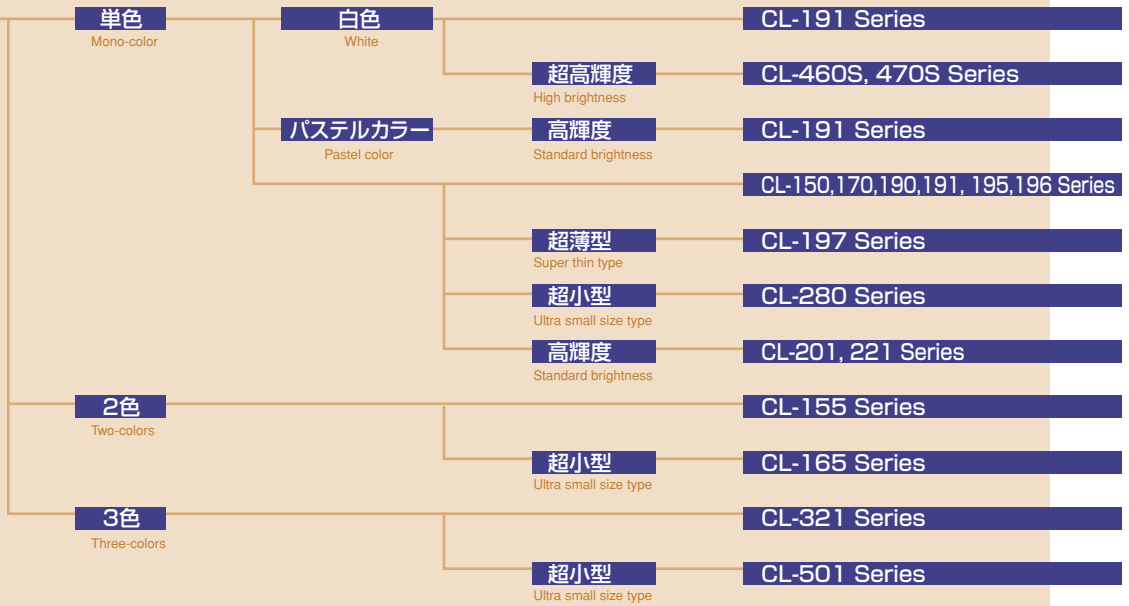 単色
Mono-color
白色
White
CL-191 Series
超高輝度
High brightness
CL-460S, 470S Series
パステルカラー
Pastel color
高輝度
Standard brightness
CL-191 Series
CL-150,170,190,191, 195,196 Series
超薄型
Super thin type
CL-197 Series
超小型
Ultra small size type
CL-280 Series
高輝度
Standard brightness
CL-201, 221 Series
2色
Two-colors
CL-155 Series
超小型
Ultra small size type
CL-165 Series
3色
Three-colors
CL-321 Series
超小型
Ultra small size type
CL-501 Series